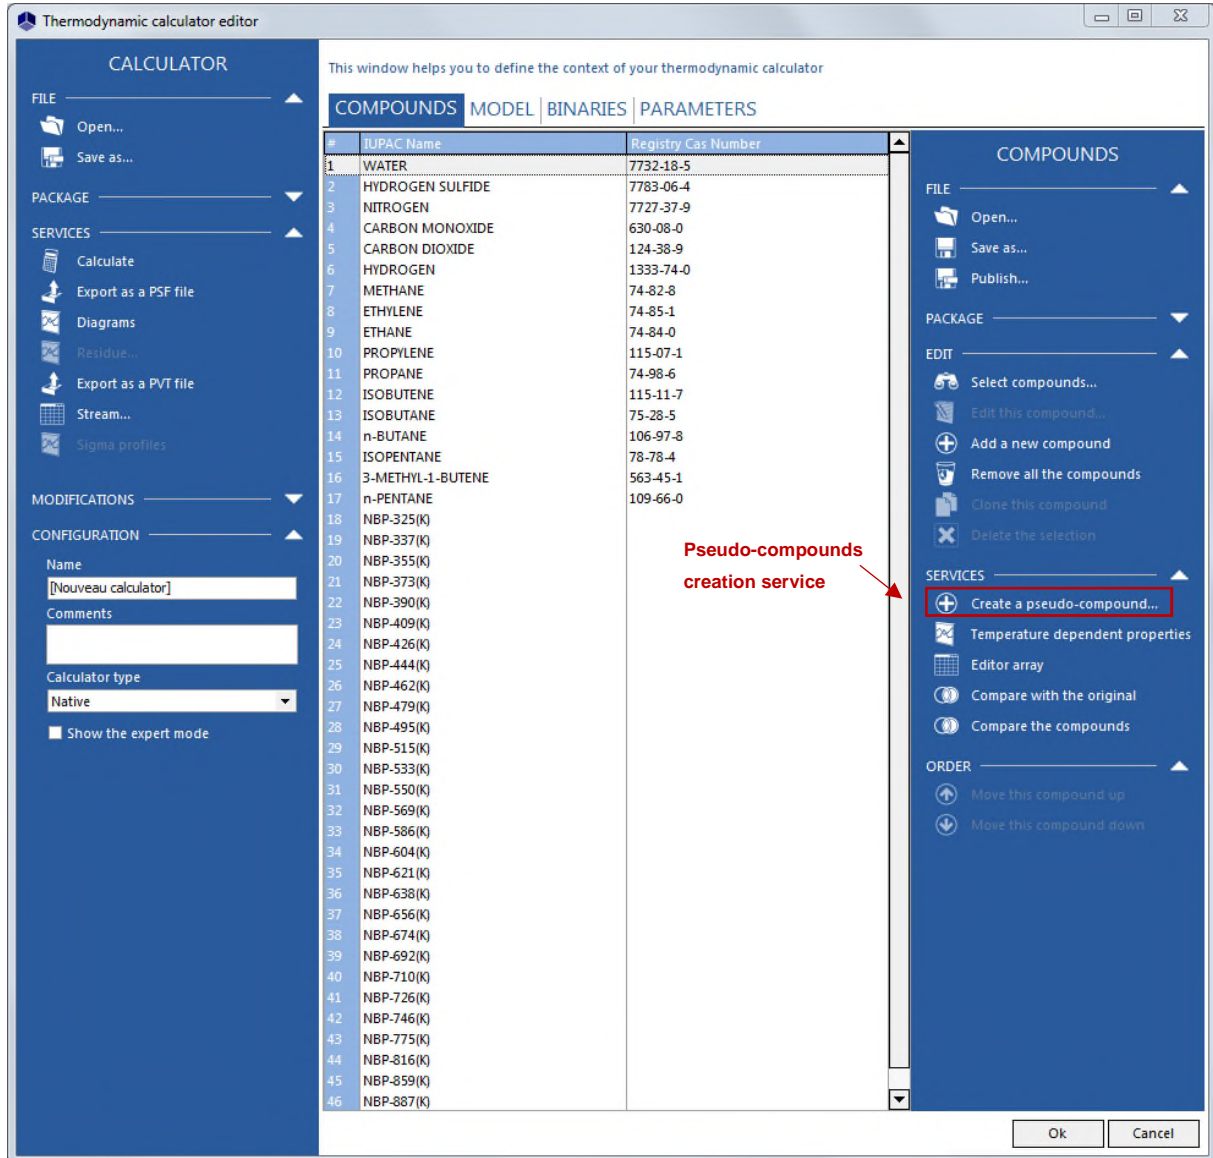 Thermodynamic calculator editor
CALCULATOR
FILE
Open...
Save as...
PACKAGE
SERVICES
Calculate
Export as a PSF file
Diagrams
Residue...
Export as a PVT file
Stream...
Sigma profiles
MODIFICATIONS
CONFIGURATION
Name
[Nouveau calculator]
Comments
Calculator type
Native
Show the expert mode
This window helps you to define the context of your thermodynamic calculator
COMPOUNDS MODEL BINARIES PARAMETERS
# IUPAC Name Registry Cas Number
1 WATER 7732-18-5
2 HYDROGEN SULFIDE 7783-06-4
3 NITROGEN 7727-37-9
4 CARBON MONOXIDE 630-08-0
5 CARBON DIOXIDE 124-38-9
6 HYDROGEN 1333-74-0
7 METHANE 74-82-8
8 ETHYLENE 74-85-1
9 ETHANE 74-84-0
10 PROPYLENE 115-07-1
11 PROPANE 74-98-6
12 ISOBUTENE 115-11-7
13 ISOBUTANE 75-28-5
14 n-BUTANE 106-97-8
15 ISOPENTANE 78-78-4
16 3-METHYL-1-BUTENE 563-45-1
17 n-PENTANE 109-66-0
18 NBP-325(K)
19 NBP-337(K)
20 NBP-355(K)
21 NBP-373(K)
22 NBP-390(K)
23 NBP-409(K)
24 NBP-426(K)
25 NBP-444(K)
26 NBP-462(K)
27 NBP-479(K)
28 NBP-495(K)
29 NBP-515(K)
30 NBP-533(K)
31 NBP-550(K)
32 NBP-569(K)
33 NBP-586(K)
34 NBP-604(K)
35 NBP-621(K)
36 NBP-638(K)
37 NBP-656(K)
38 NBP-674(K)
39 NBP-692(K)
40 NBP-710(K)
41 NBP-726(K)
42 NBP-746(K)
43 NBP-775(K)
44 NBP-816(K)
45 NBP-859(K)
46 NBP-887(K)
Pseudo-compounds
creation service
COMPOUNDS
FILE
Open...
Save as...
Publish...
PACKAGE
EDIT
Select compounds...
Edit this compound...
Add a new compound
Remove all the compounds
Clone this compound
Delete the selection
SERVICES
Create a pseudo-compound...
Temperature dependent properties
Editor array
Compare with the original
Compare the compounds
ORDER
Move this compound up
Move this compound down
Ok Cancel